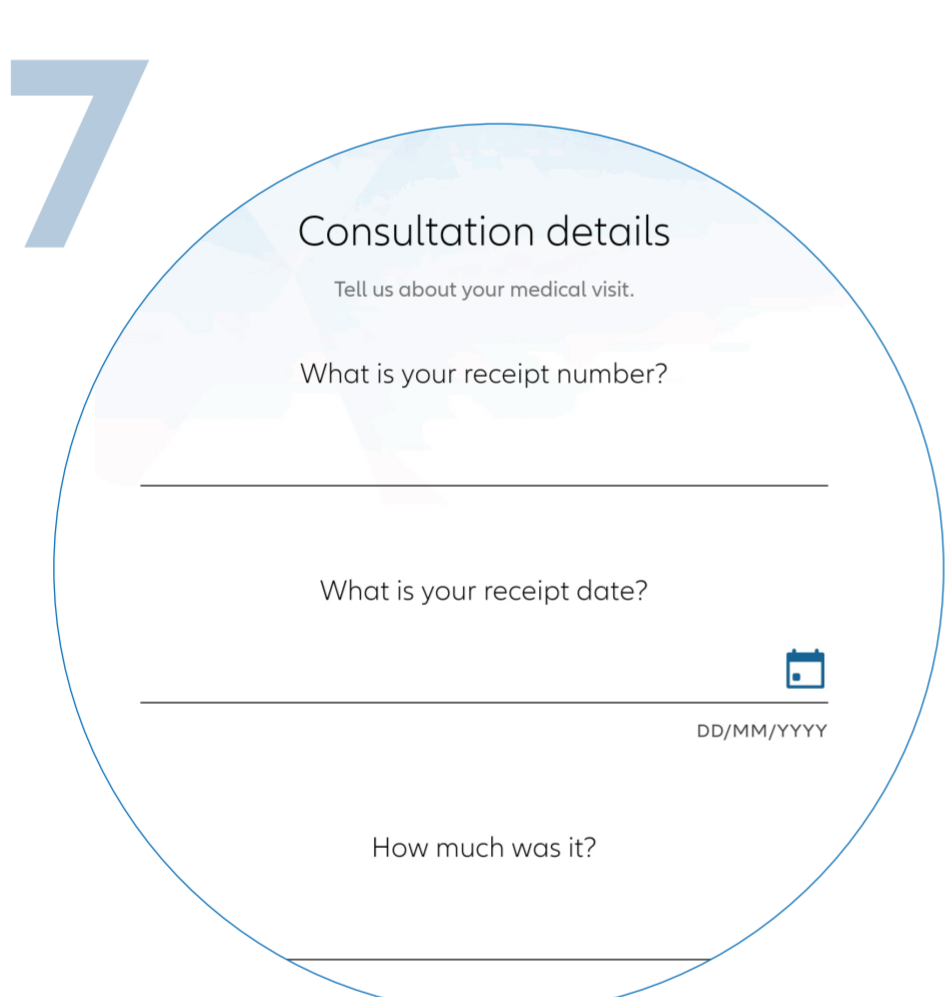 7
Consultation details
Tell us about your medical visit.
What is your receipt number?
What is your receipt date?
DD/MM/YYYY
How much was it?